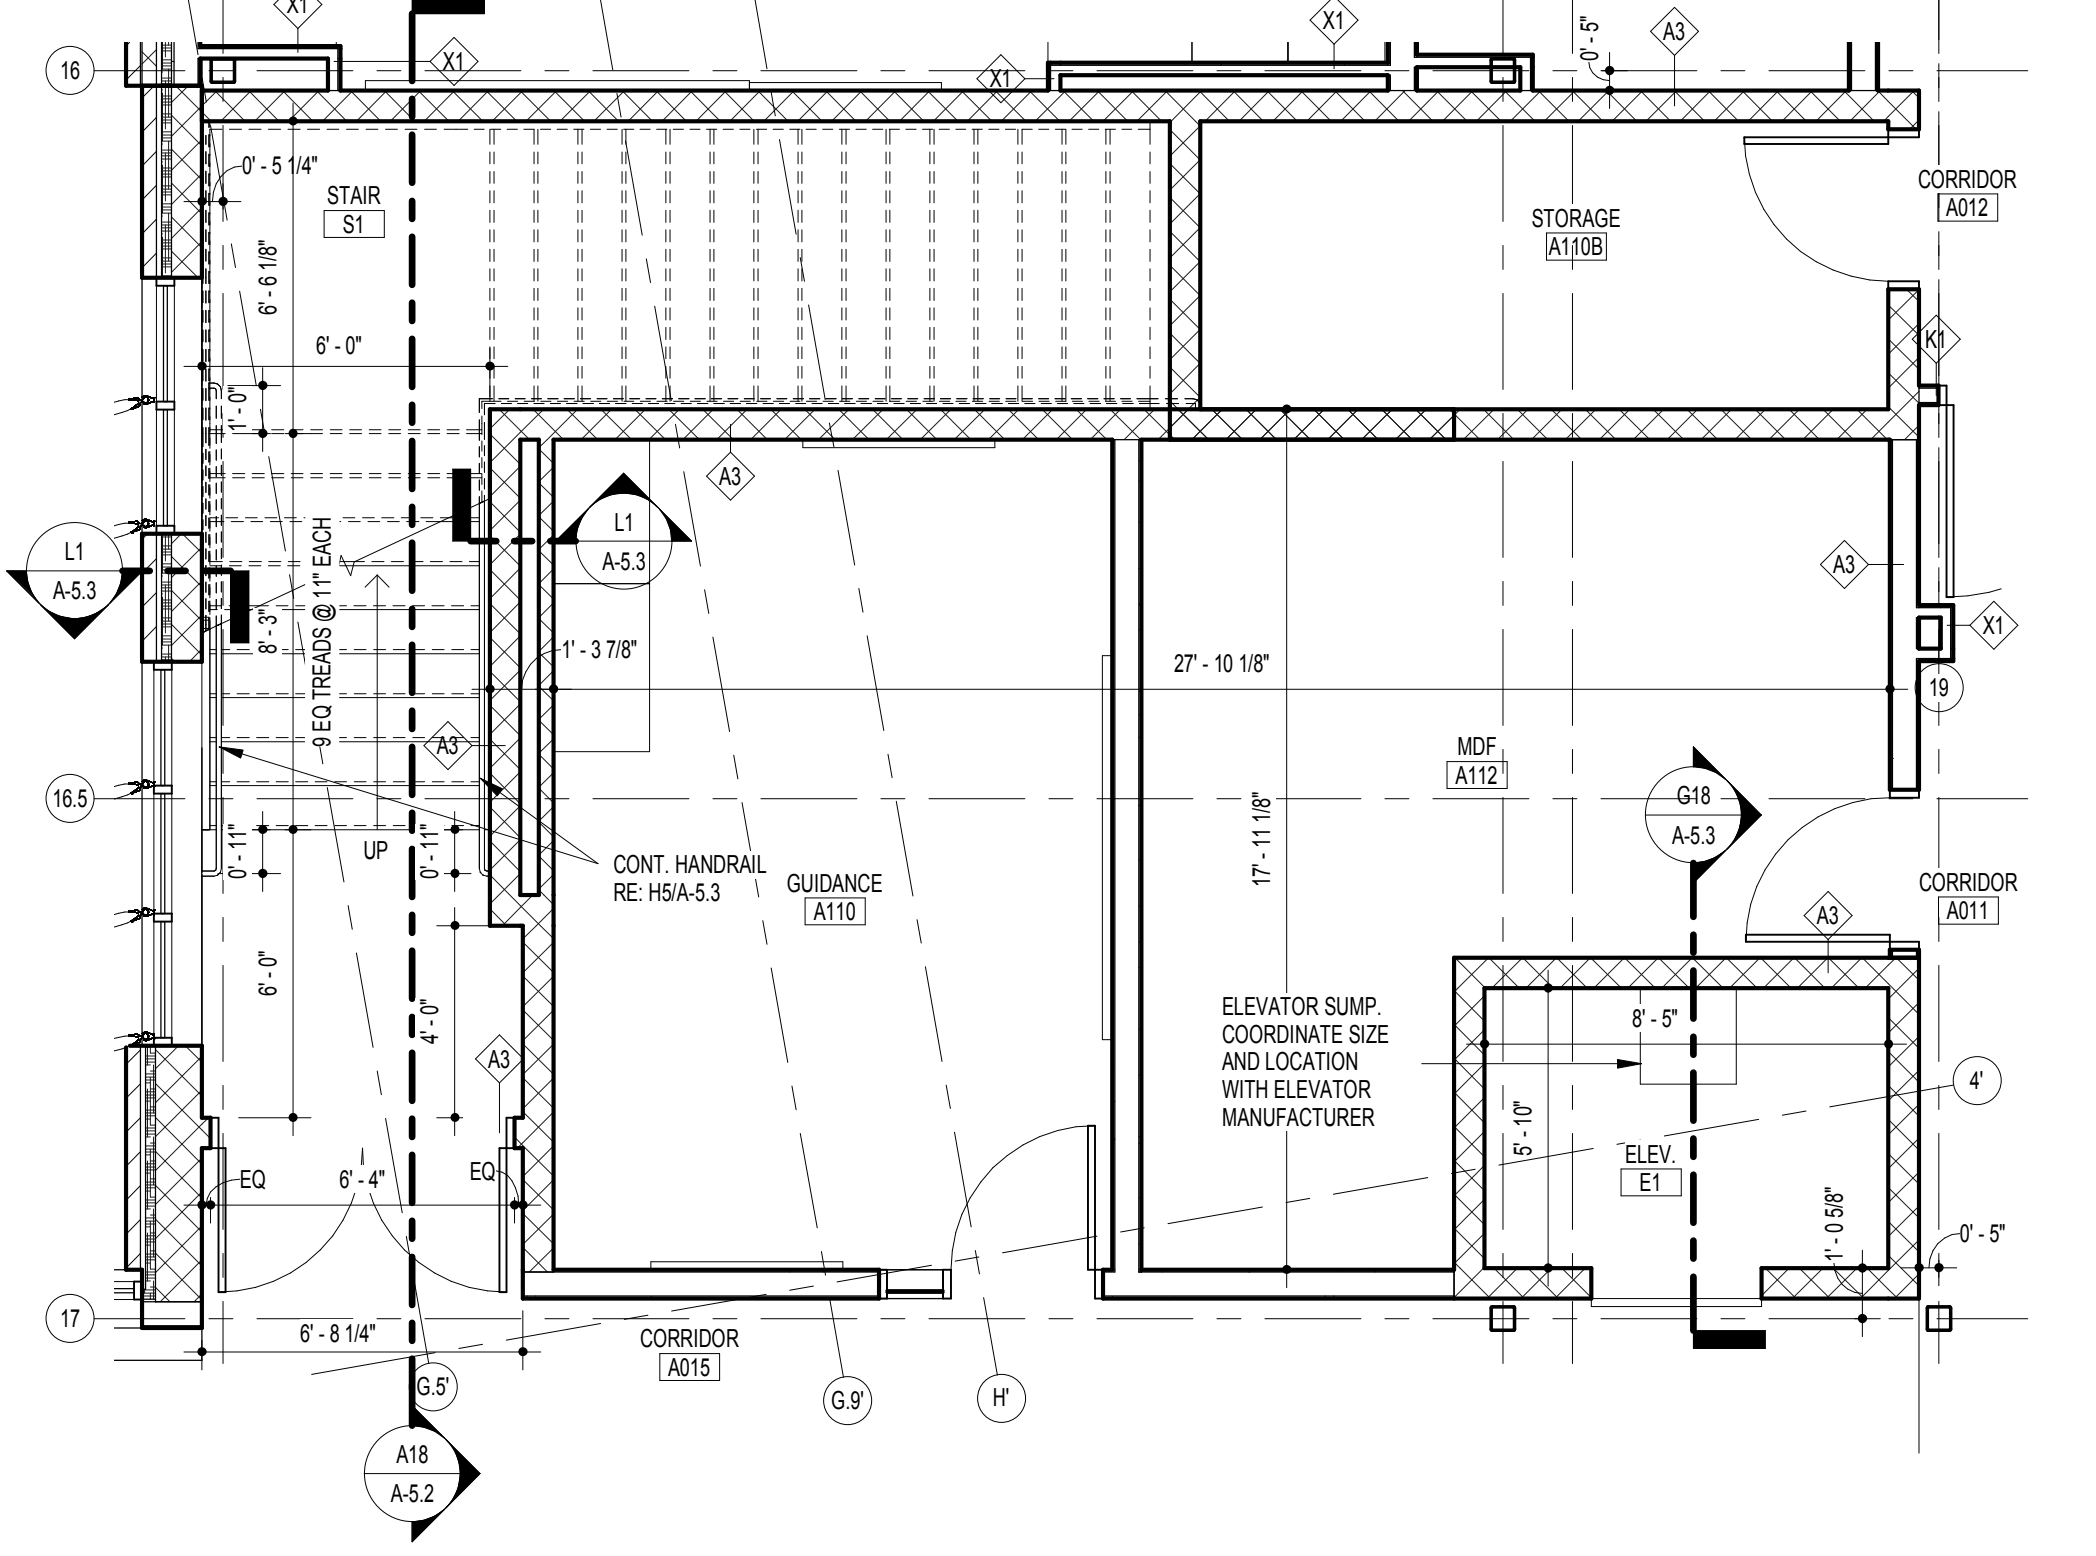 X1
X1
X1
X1
0' - 5"
A3
16
0' - 5 1/4"
STAIR
S1
STORAGE
A110B
CORRIDOR
A012
6' - 6 1/8"
6' - 0"
K1
1' - 0"
A3
L1
A-5.3
L1
A-5.3
9 EQ TREADS @ 11" EACH
8' - 3"
A3
X1
1' - 3 7/8"
27' - 10 1/8"
19
A3
MDF
A112
16.5
G18
A-5.3
17' - 11 1/8"
0' - 11"
UP
0' - 11"
CONT. HANDRAIL
RE: H5/A-5.3
GUIDANCE
A110
CORRIDOR
A011
A3
6' - 0"
4' - 0"
A3
ELEVATOR SUMP.
COORDINATE SIZE
AND LOCATION
WITH ELEVATOR
MANUFACTURER
8' - 5"
4'
5' - 10"
ELEV.
E1
EQ
6' - 4"
EQ
1' - 0 5/8"
0' - 5"
17
6' - 8 1/4"
CORRIDOR
A015
G.5'
G.9'
H'
A18
A-5.2